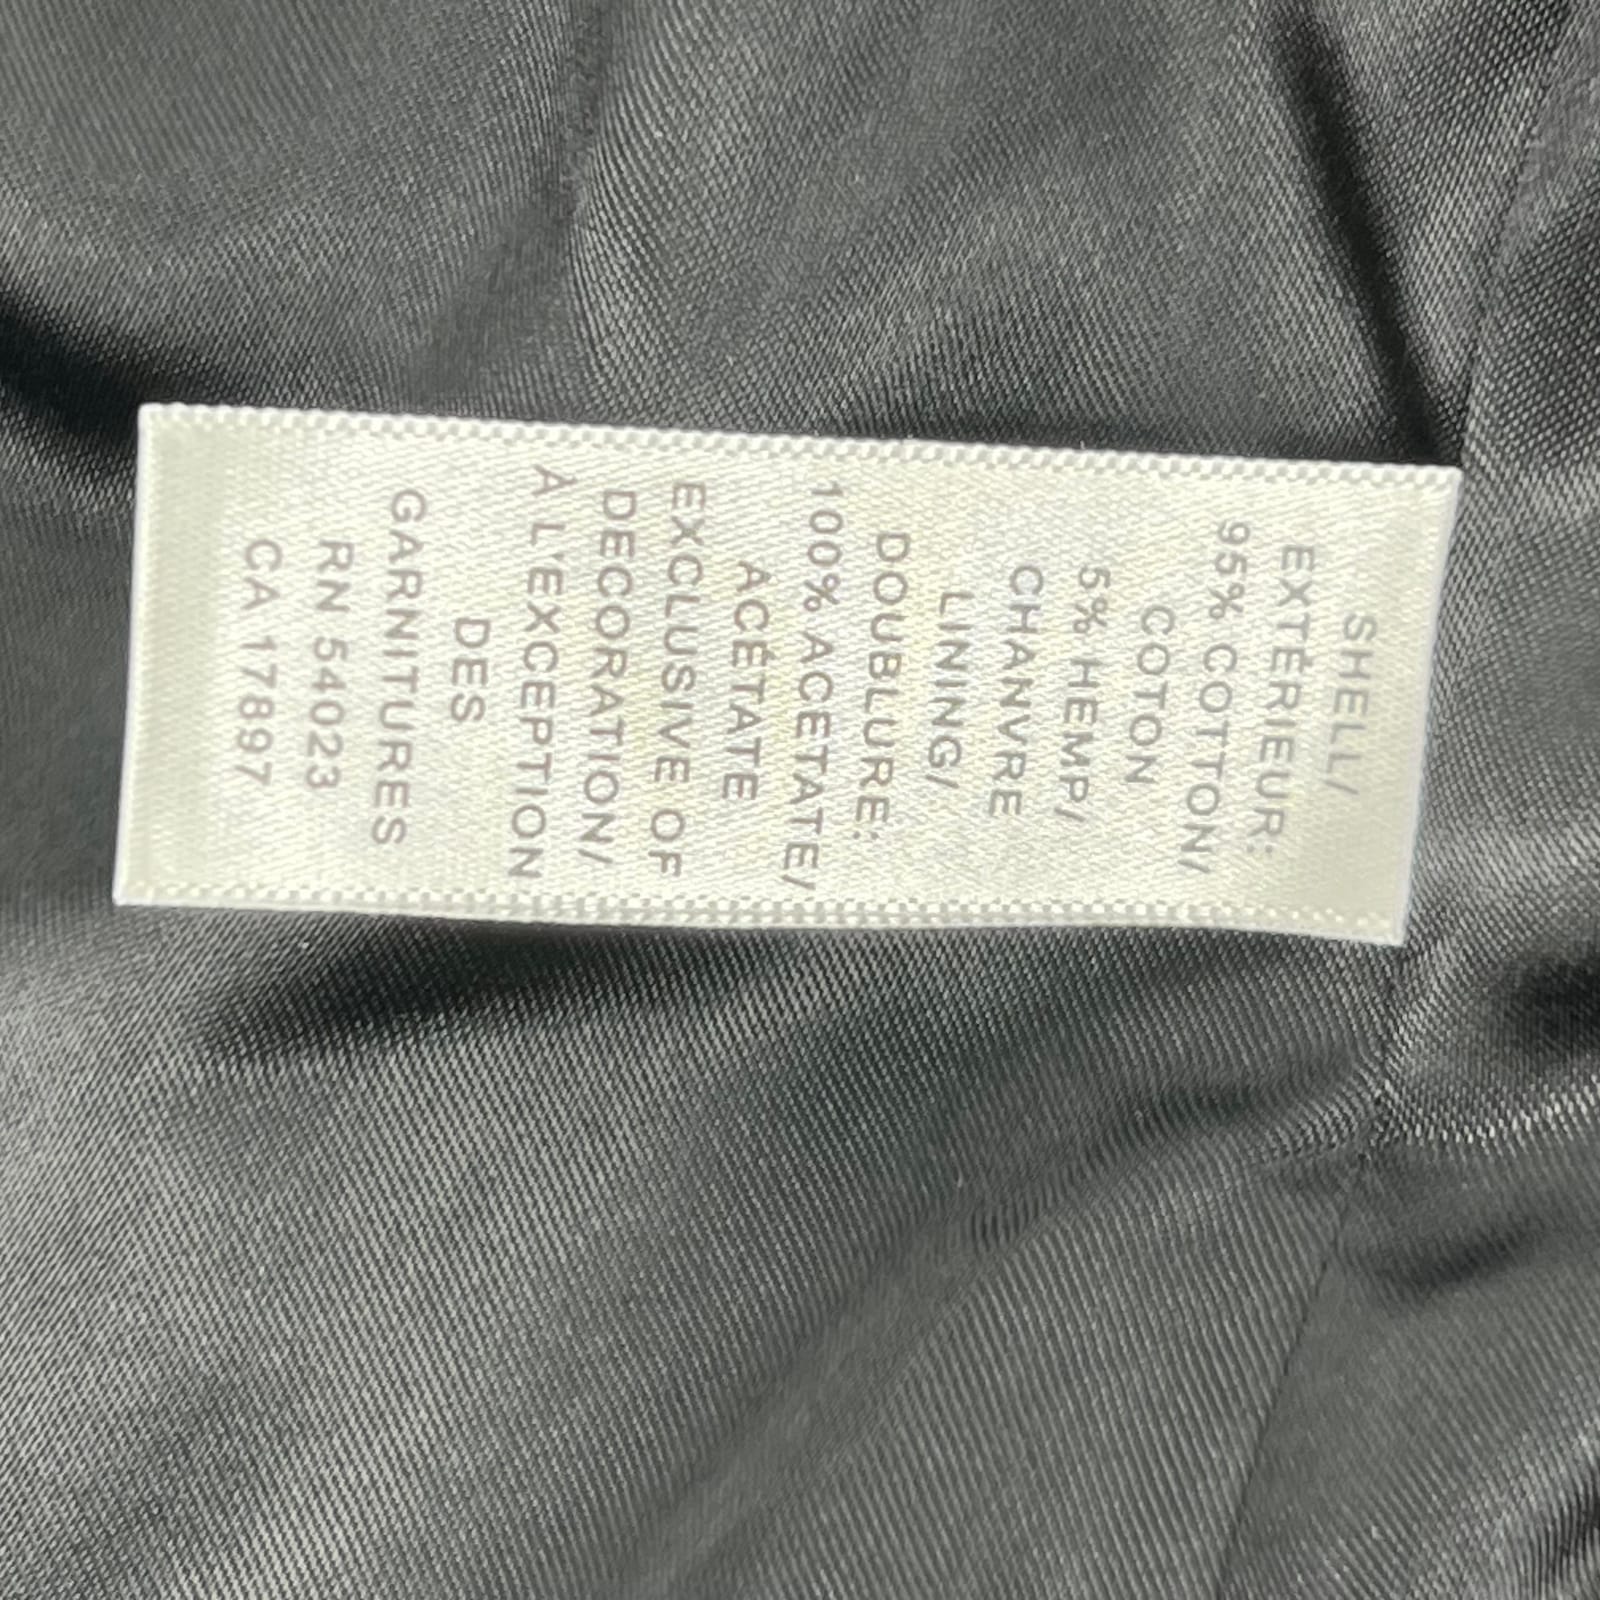 SHELL/
EXTÉRIEUR:
95% COTTON/
COTON
5% HEMP/
CHANVRE
LINING/
DOUBLURE:
100% ACETATE/
ACÉTATE
EXCLUSIVE OF
DECORATION/
A L'EXCEPTION
DES
GARNITURES
RN 54023
CA 17897